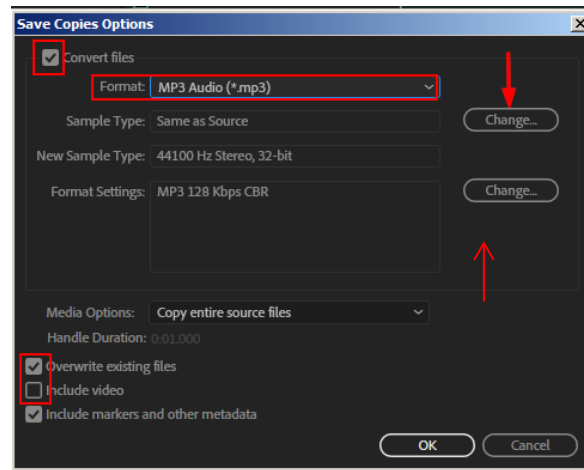 Save Copies Options
Convert files
Format: MP3 Audio (*.mp3)
Sample Type: Same as Source Change...
New Sample Type: 44100 Hz Stereo, 32-bit
Format Settings: MP3 128 Kbps CBR Change...
Media Options: Copy entire source files
Handle Duration: 0:01.000
Overwrite existing files
Include video
Include markers and other metadata
OK Cancel